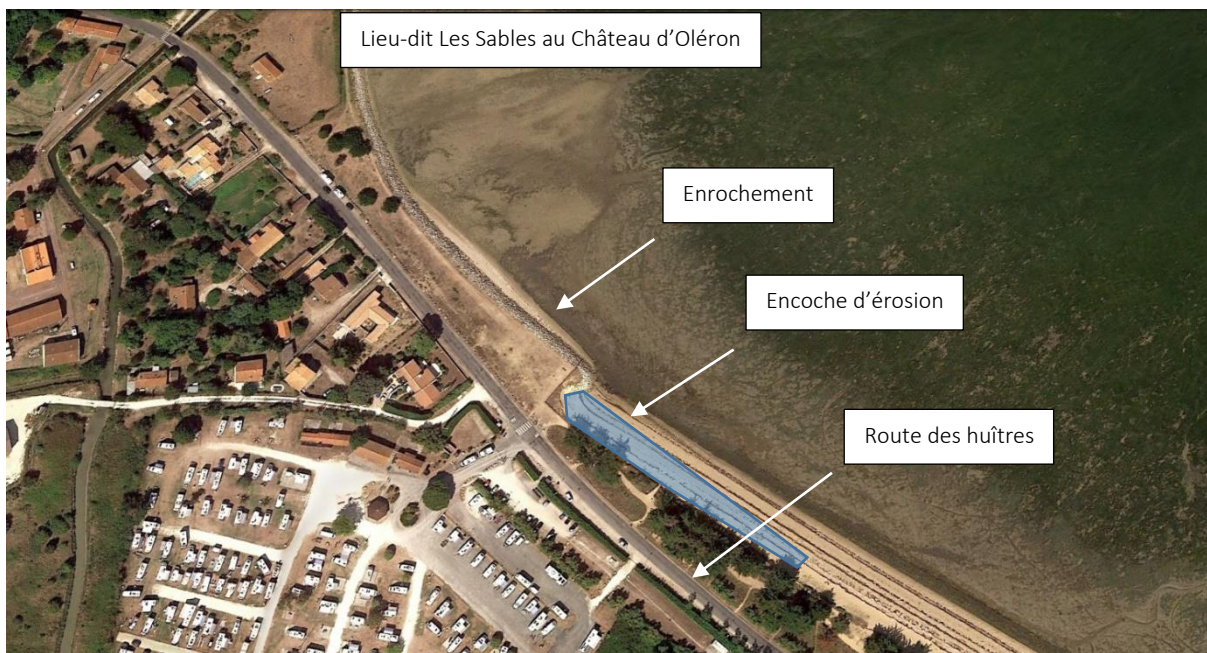 Lieu-dit Les Sables au Château d’Oléron
Enrochement
Encoche d’érosion
Route des huîtres